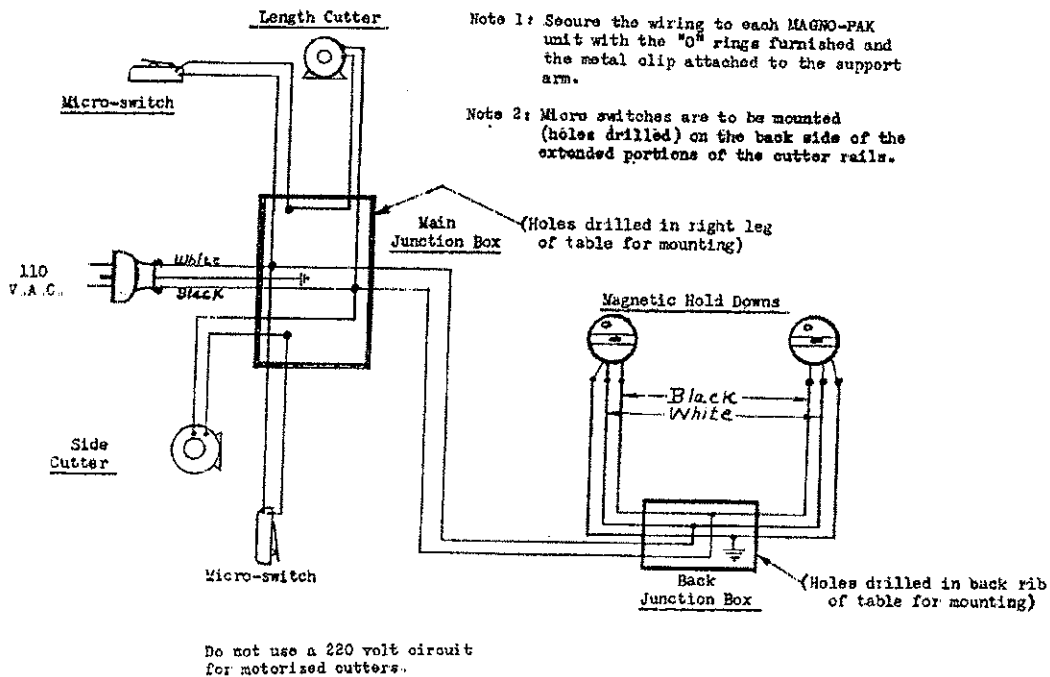 Length Cutter
Note 1: Secure the wiring to each MAGNO-PAK
unit with the "O" rings furnished and
the metal clip attached to the support
arm.
Micro-switch
Note 2: Micro switches are to be mounted
(holes drilled) on the back side of the
extended portions of the cutter rails.
Main
Junction Box
(Holes drilled in right leg
of table for mounting)
110
V.A.C.
White
Black
Magnetic Hold Downs
Black
White
Side
Cutter
Micro-switch
Back
Junction Box
(Holes drilled in back rib
of table for mounting)
Do not use a 220 volt circuit
for motorized cutters.